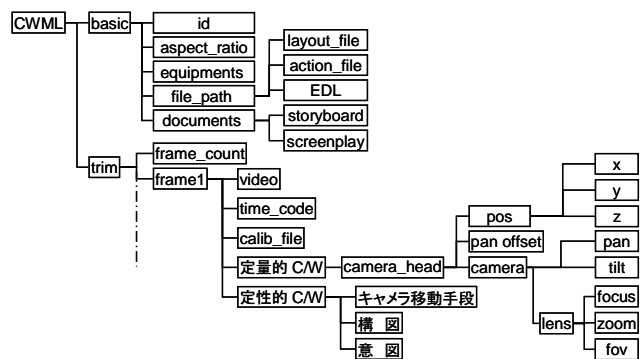 CWML
basic
id
aspect_ratio
equipments
file_path
layout_file
action_file
EDL
documents
storyboard
screenplay
trim
frame_count
frame1
video
time_code
calib_file
定量的 C/W
camera_head
pos
x
y
z
pan offset
camera
pan
tilt
lens
focus
zoom
fov
定性的 C/W
キャメラ移動手段
構 図
意 図